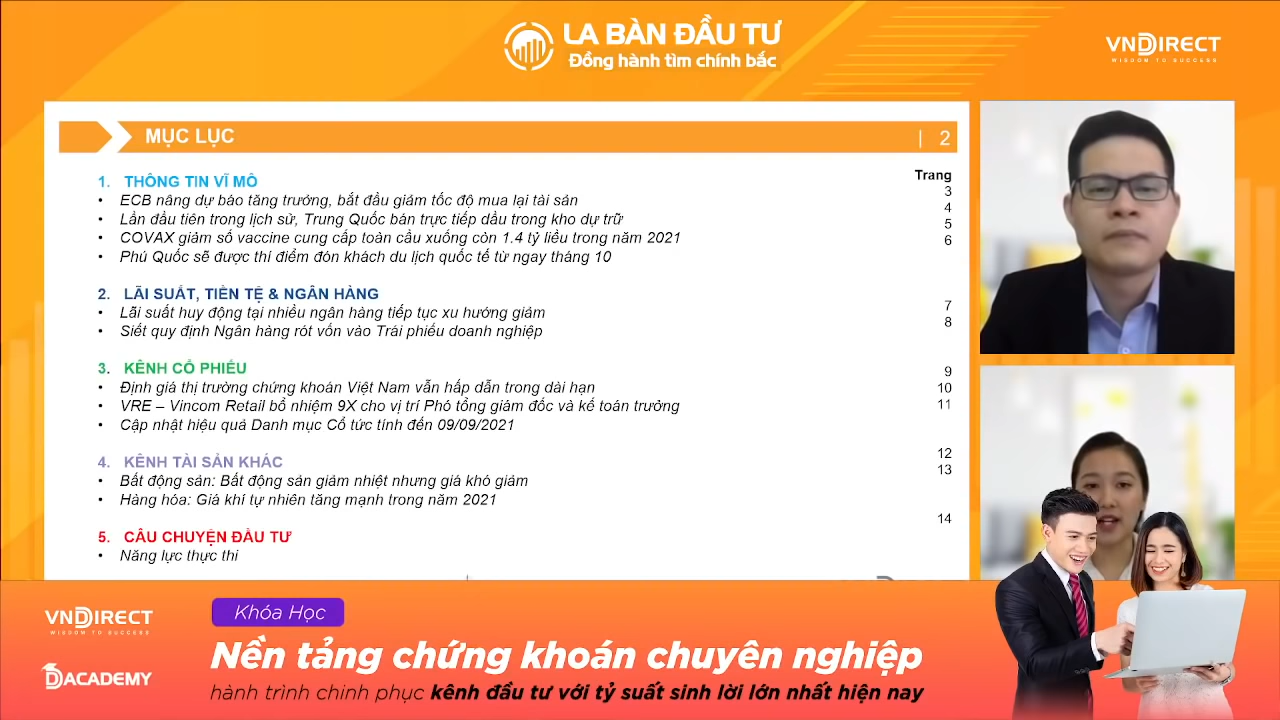 LA BÀN ĐẦU TƯ
Đồng hành tìm chính bắc
VNDIRECT
WISDOM TO SUCCESS
MỤC LỤC
| 2
Trang
1. THÔNG TIN VĨ MÔ
• ECB nâng dự báo tăng trưởng, bắt đầu giảm tốc độ mua lại tài sản
3
• Lần đầu tiên trong lịch sử, Trung Quốc bán trực tiếp dầu trong kho dự trữ
4
• COVAX giảm số vaccine cung cấp toàn cầu xuống còn 1.4 tỷ liều trong năm 2021
5
• Phú Quốc sẽ được thí điểm đón khách du lịch quốc tế từ ngay tháng 10
6
2. LÃI SUẤT, TIỀN TỆ & NGÂN HÀNG
• Lãi suất huy động tại nhiều ngân hàng tiếp tục xu hướng giảm
7
• Siết quy định Ngân hàng rót vốn vào Trái phiếu doanh nghiệp
8
3. KÊNH CỔ PHIẾU
• Định giá thị trường chứng khoán Việt Nam vẫn hấp dẫn trong dài hạn
9
• VRE – Vincom Retail bổ nhiệm 9X cho vị trí Phó tổng giám đốc và kế toán trưởng
10
• Cập nhật hiệu quả Danh mục Cổ tức tính đến 09/09/2021
11
4. KÊNH TÀI SẢN KHÁC
• Bất động sản: Bất động sản giảm nhiệt nhưng giá khó giảm
12
• Hàng hóa: Giá khí tự nhiên tăng mạnh trong năm 2021
13
5. CÂU CHUYỆN ĐẦU TƯ
• Năng lực thực thi
14
VNDIRECT
WISDOM TO SUCCESS
DACADEMY
Khóa Học
Nền tảng chứng khoán chuyên nghiệp
hành trình chinh phục kênh đầu tư với tỷ suất sinh lời lớn nhất hiện nay